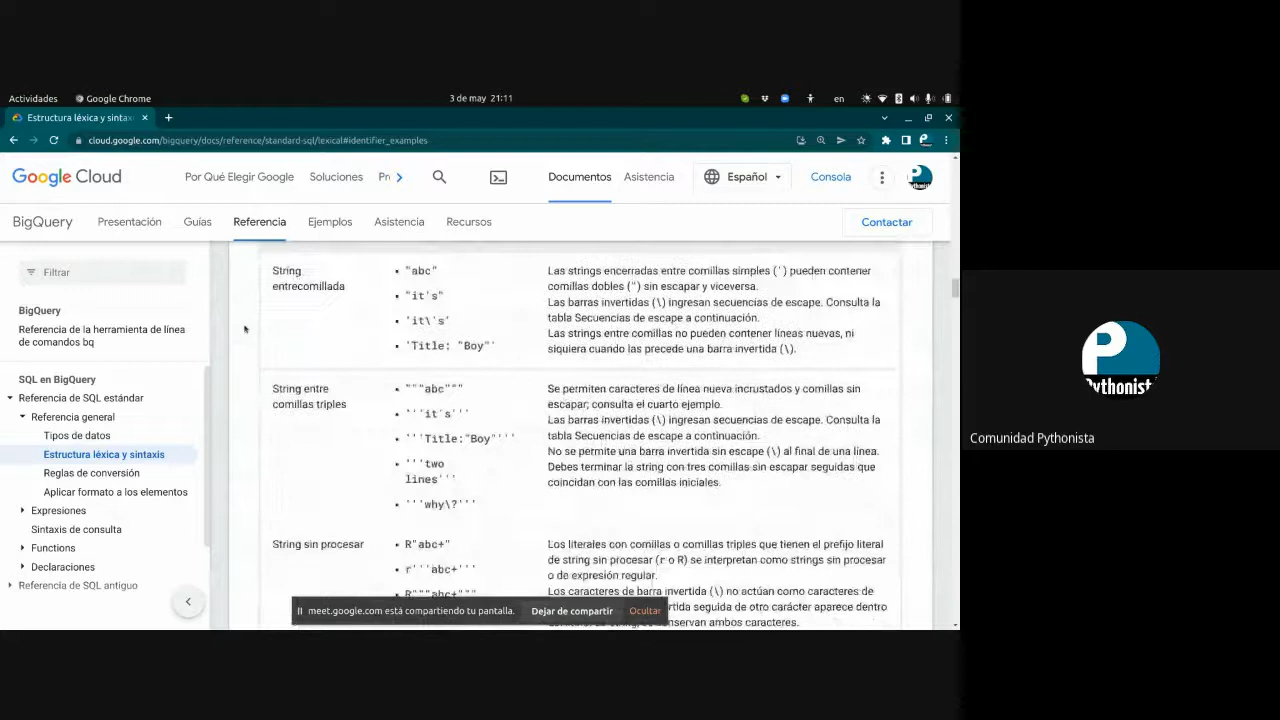 Actividades
Google Chrome
3 de may 21:11
en
Estructura léxica y sintax
cloud.google.com/bigquery/docs/reference/standard-sql/lexical#identifier_examples
Google Cloud
Por Qué Elegir Google
Soluciones
Documentos
Asistencia
Español
Consola
BigQuery
Presentación
Guías
Referencia
Ejemplos
Asistencia
Recursos
Contactar
Filtrar
BigQuery
Referencia de la herramienta de línea
de comandos bq
SQL en BigQuery
Referencia de SQL estándar
Referencia general
Tipos de datos
Estructura léxica y sintaxis
Reglas de conversión
Aplicar formato a los elementos
Expresiones
Sintaxis de consulta
Functions
Declaraciones
Referencia de SQL antiguo
String
entrecomillada
"abc"
"it's"
'it\'s'
'Title: "Boy"'
Las strings encerradas entre comillas simples (') pueden contener
comillas dobles (") sin escapar y viceversa.
Las barras invertidas (\) ingresan secuencias de escape. Consulta la
tabla Secuencias de escape a continuación.
Las strings entre comillas no pueden contener líneas nuevas, ni
siquiera cuando las precede una barra invertida (\).
String entre
comillas triples
"""abc"""
'''it's'''
'''Title:"Boy"'''
'''two
lines'''
'''why\?'''
Se permiten caracteres de línea nueva incrustados y comillas sin
escapar; consulta el cuarto ejemplo.
Las barras invertidas (\) ingresan secuencias de escape. Consulta la
tabla Secuencias de escape a continuación.
No se permite una barra invertida sin escape (\) al final de una línea.
Debes terminar la string con tres comillas sin escapar seguidas que
coincidan con las comillas iniciales.
String sin procesar
R"abc+"
r'''abc+'''
R"""abc+"""
Los literales con comillas o comillas triples que tienen el prefijo literal
de string sin procesar (r o R) se interpretan como strings sin procesar
o de expresión regular.
Los caracteres de barra invertida (\) no actúan como caracteres de
rtida seguida de otro carácter aparece dentro
nservan ambos caracteres.
meet.google.com está compartiendo tu pantalla.
Dejar de compartir
Ocultar
Pythonist
Comunidad Pythonista